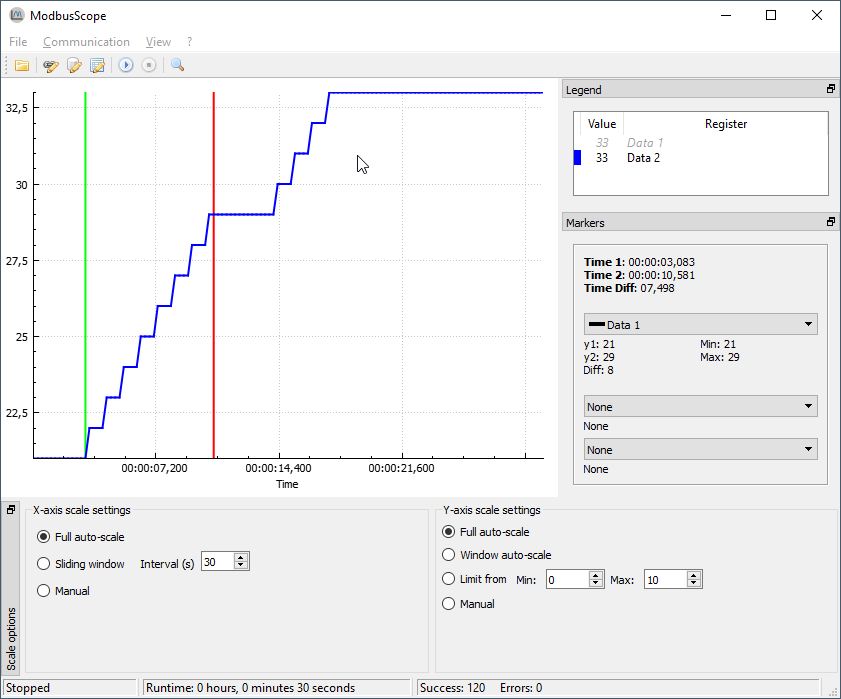 ModbusScope
File Communication View ?
Legend
Value Register
33 Data 1
33 Data 2
Markers
Time 1: 00:00:03,083
Time 2: 00:00:10,581
Time Diff: 07,498
Data 1
y1: 21 Min: 21
y2: 29 Max: 29
Diff: 8
None
None
None
None
32,5
30
27,5
25
22,5
00:00:07,200 00:00:14,400 00:00:21,600
Time
Scale options
X-axis scale settings
Full auto-scale
Sliding window Interval (s) 30
Manual
Y-axis scale settings
Full auto-scale
Window auto-scale
Limit from Min: 0 Max: 10
Manual
Stopped Runtime: 0 hours, 0 minutes 30 seconds Success: 120 Errors: 0